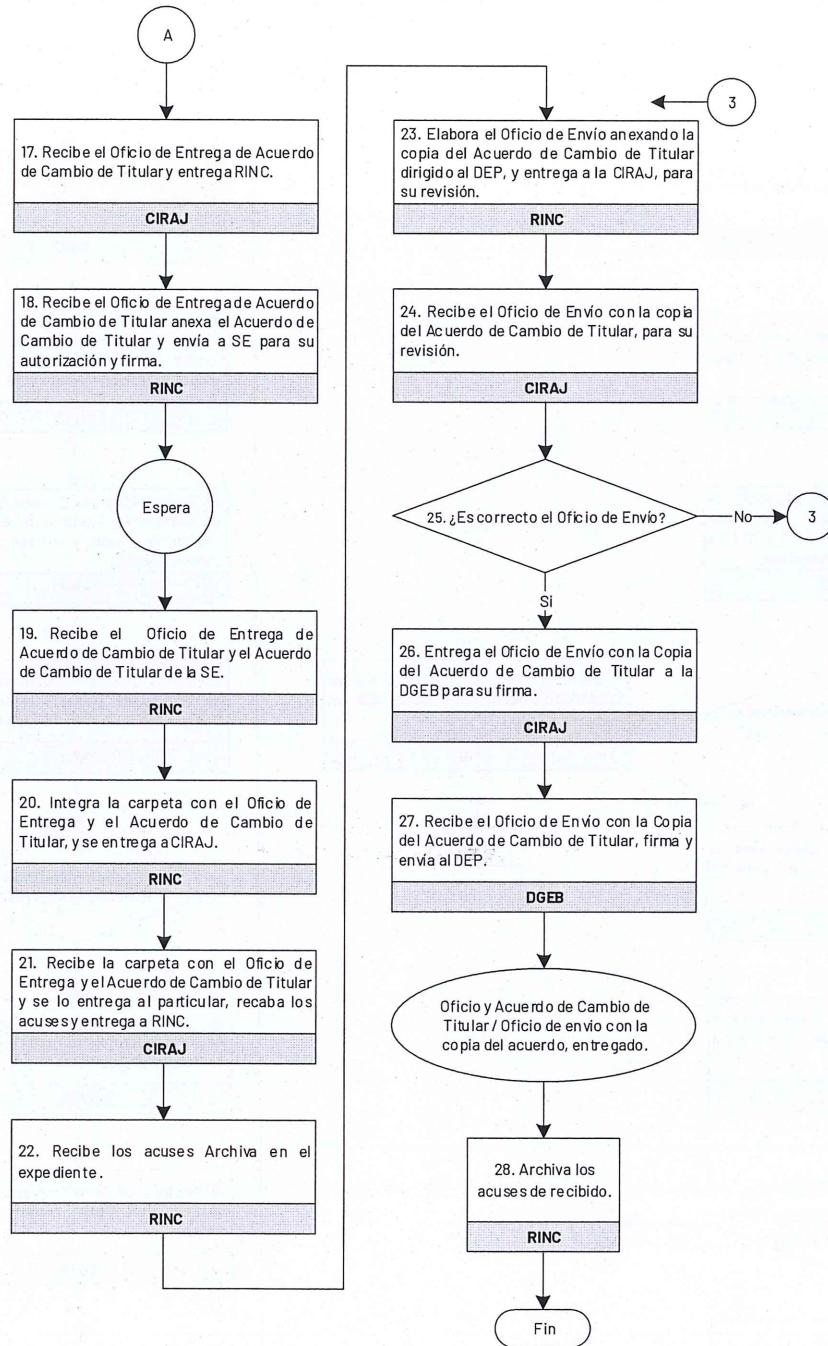 A
17. Recibe el Oficio de Entrega de Acuerdo
de Cambio de Titular y entrega RINC.
CIRAJ
18. Recibe el Oficio de Entrega de Acuerdo
de Cambio de Titular anexa el Acuerdo de
Cambio de Titular y envía a SE para su
autorización y firma.
RINC
Espera
19. Recibe el Oficio de Entrega de
Acuerdo de Cambio de Titular y el Acuerdo
de Cambio de Titular de la SE.
RINC
20. Integra la carpeta con el Oficio de
Entrega y el Acuerdo de Cambio de
Titular, y se entrega a CIRAJ.
RINC
21. Recibe la carpeta con el Oficio de
Entrega y el Acuerdo de Cambio de Titular
y se lo entrega al particular, recaba los
acuses y entrega a RINC.
CIRAJ
22. Recibe los acuses Archiva en el
expediente.
RINC
3
23. Elabora el Oficio de Envío anexando la
copia del Acuerdo de Cambio de Titular
dirigido al DEP, y entrega a la CIRAJ, para
su revisión.
RINC
24. Recibe el Oficio de Envío con la copia
del Acuerdo de Cambio de Titular, para su
revisión.
CIRAJ
25. ¿Es correcto el Oficio de Envío?
No
3
Si
26. Entrega el Oficio de Envío con la Copia
del Acuerdo de Cambio de Titular a la
DGEB para su firma.
CIRAJ
27. Recibe el Oficio de Envío con la Copia
del Acuerdo de Cambio de Titular, firma y
envía al DEP.
DGEB
Oficio y Acuerdo de Cambio de
Titular / Oficio de envio con la
copia del acuerdo, entregado.
28. Archiva los
acuses de recibido.
RINC
Fin